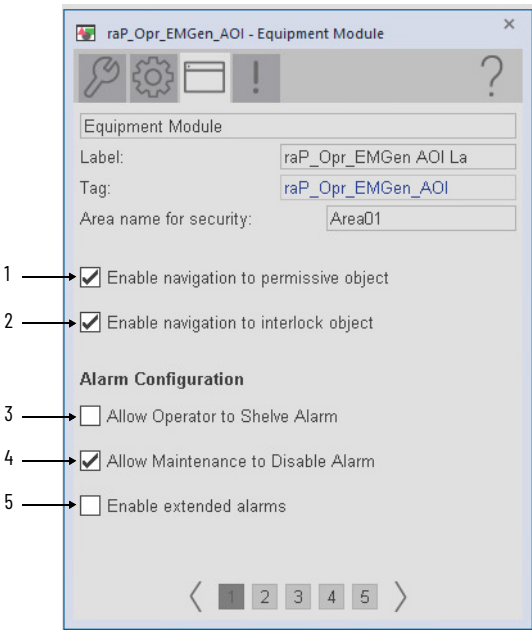 raP_Opr_EMGen_AOI - Equipment Module
Equipment Module
Label: raP_Opr_EMGen AOI La
Tag: raP_Opr_EMGen_AOI
Area name for security: Area01
1 Enable navigation to permissive object
2 Enable navigation to interlock object
Alarm Configuration
3 Allow Operator to Shelve Alarm
4 Allow Maintenance to Disable Alarm
5 Enable extended alarms
1 2 3 4 5